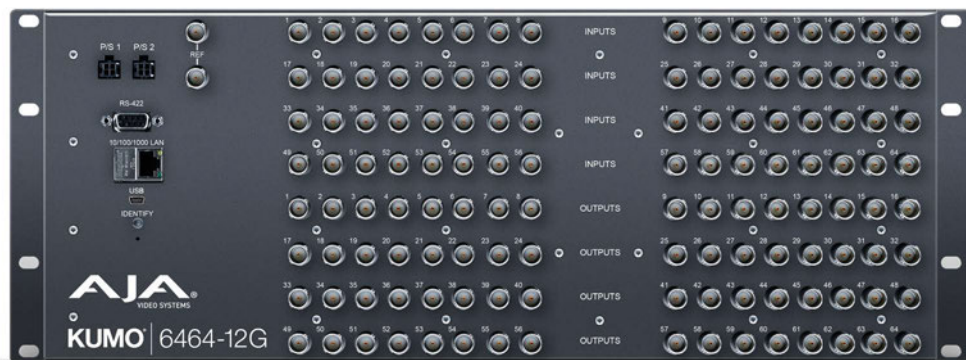 1 2 3 4 5 6 7 8 INPUTS 9 10 11 12 13 14 15 16
P/S 1 P/S 2 REF
17 18 19 20 21 22 23 24 INPUTS 25 26 27 28 29 30 31 32
RS-422
33 34 35 36 37 38 39 40 INPUTS 41 42 43 44 45 46 47 48
10/100/1000 LAN
49 50 51 52 53 54 55 56 INPUTS 57 58 59 60 61 62 63 64
USB
1 2 3 4 5 6 7 8 OUTPUTS 9 10 11 12 13 14 15 16
IDENTIFY
17 18 19 20 21 22 23 24 OUTPUTS 25 26 27 28 29 30 31 32
AJA®
VIDEO SYSTEMS
33 34 35 36 37 38 39 40 OUTPUTS 41 42 43 44 45 46 47 48
KUMO® 6464-12G
49 50 51 52 53 54 55 56 OUTPUTS 57 58 59 60 61 62 63 64